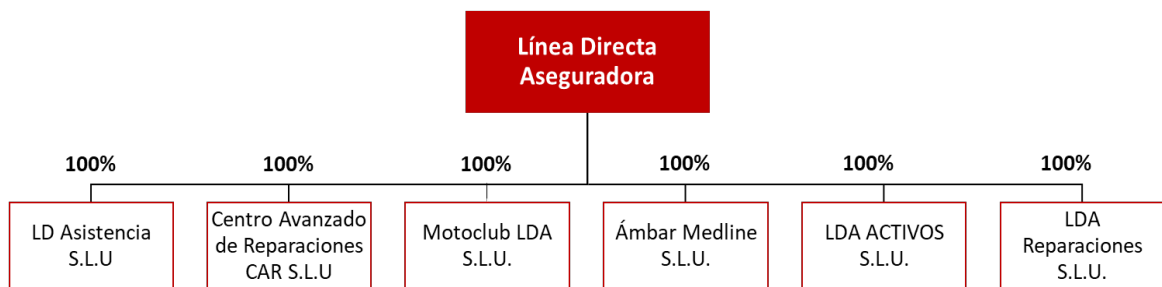 Línea Directa
Aseguradora
100%
100%
100%
100%
100%
100%
LD Asistencia
S.L.U
Centro Avanzado
de Reparaciones
CAR S.L.U
Motoclub LDA
S.L.U.
Ámbar Medline
S.L.U.
LDA ACTIVOS
S.L.U.
LDA
Reparaciones
S.L.U.